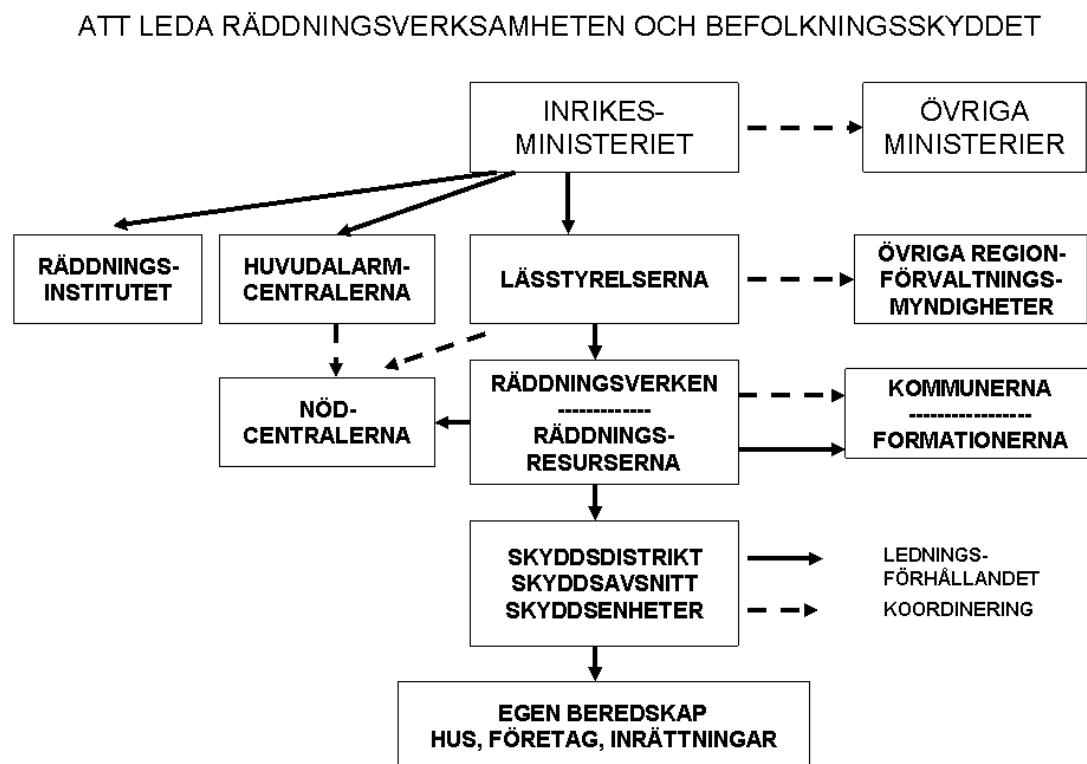 ATT LEDA RÄDDNINGSVERKSAMHETEN OCH BEFOLKNINGSSKYDDET
INRIKES-
MINISTERIET
ÖVRIGA
MINISTERIER
RÄDDNINGS-
INSTITUTET
HUVUDALARM-
CENTRALERNA
LÄSSTYRELSERNA
ÖVRIGA REGION-
FÖRVALTNINGS-
MYNDIGHETER
NÖD-
CENTRALERNA
RÄDDNINGSVERKEN
-------------
RÄDDNINGS-
RESURSERNA
KOMMUNERNA
-----------------
FORMATIONERNA
SKYDDSDISTRIKT
SKYDDSAVSNITT
SKYDDSENHETER
LEDNINGS-
FÖRHÅLLANDET
KOORDINERING
EGEN BEREDSKAP
HUS, FÖRETAG, INRÄTTNINGAR